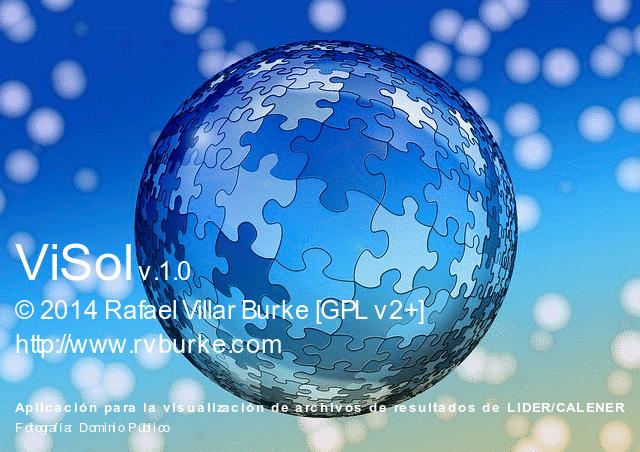 ViSol v.1.0
© 2014 Rafael Villar Burke [GPL v2+]
http://www.rvburke.com
Aplicación para la visualización de archivos de resultados de LIDER/CALENER
Fotografía: Dominio Público